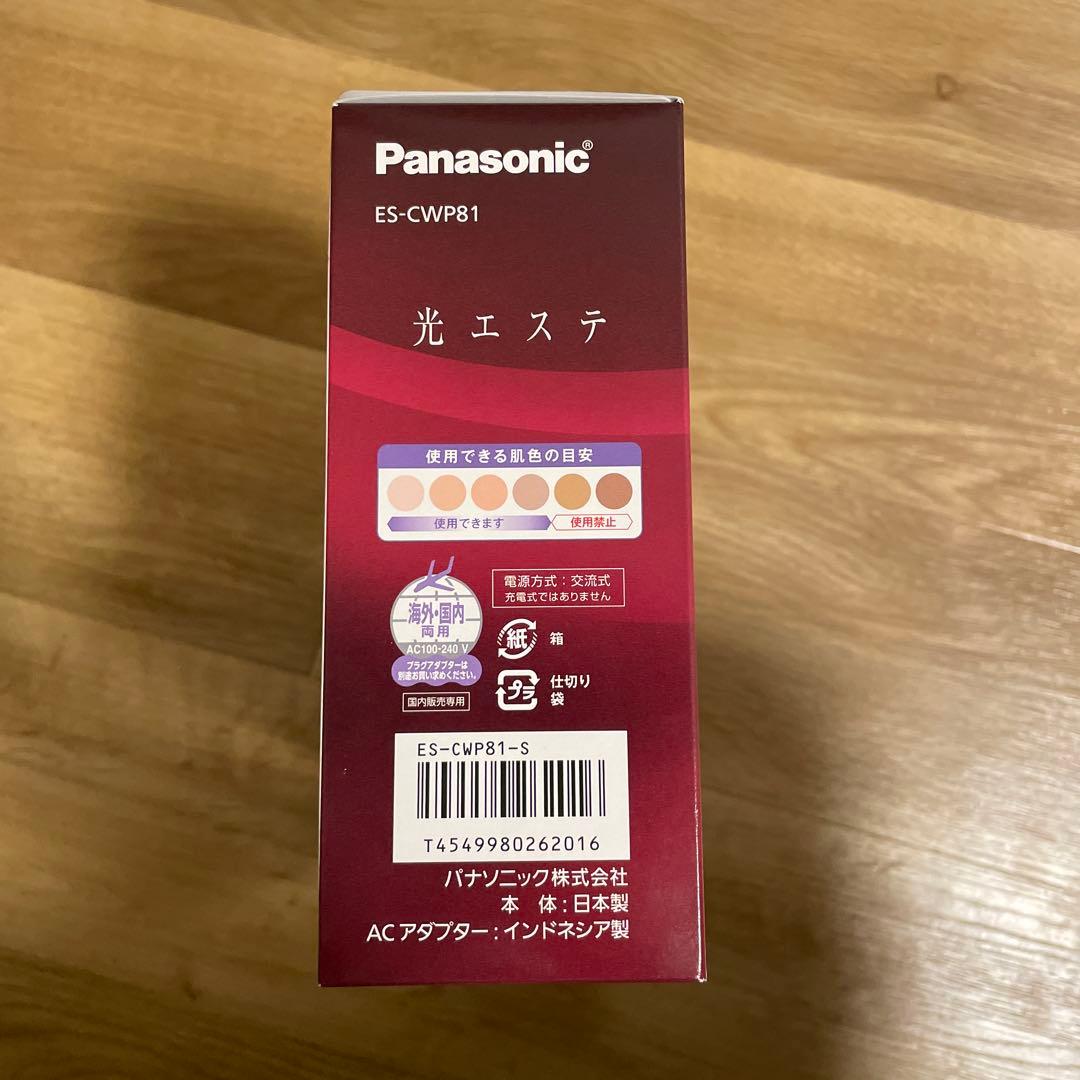 Panasonic®
ES-CWP81
光エステ
使用できる肌色の目安
使用できます
使用禁止
海外・国内
両用
AC100-240 V
プラグアダプターは
別途お買い求めください。
国内販売専用
電源方式：交流式
充電式ではありません
紙 箱
プラ 仕切り
袋
ES-CWP81-S
T4549980262016
パナソニック株式会社
本 体：日本製
ACアダプター：インドネシア製